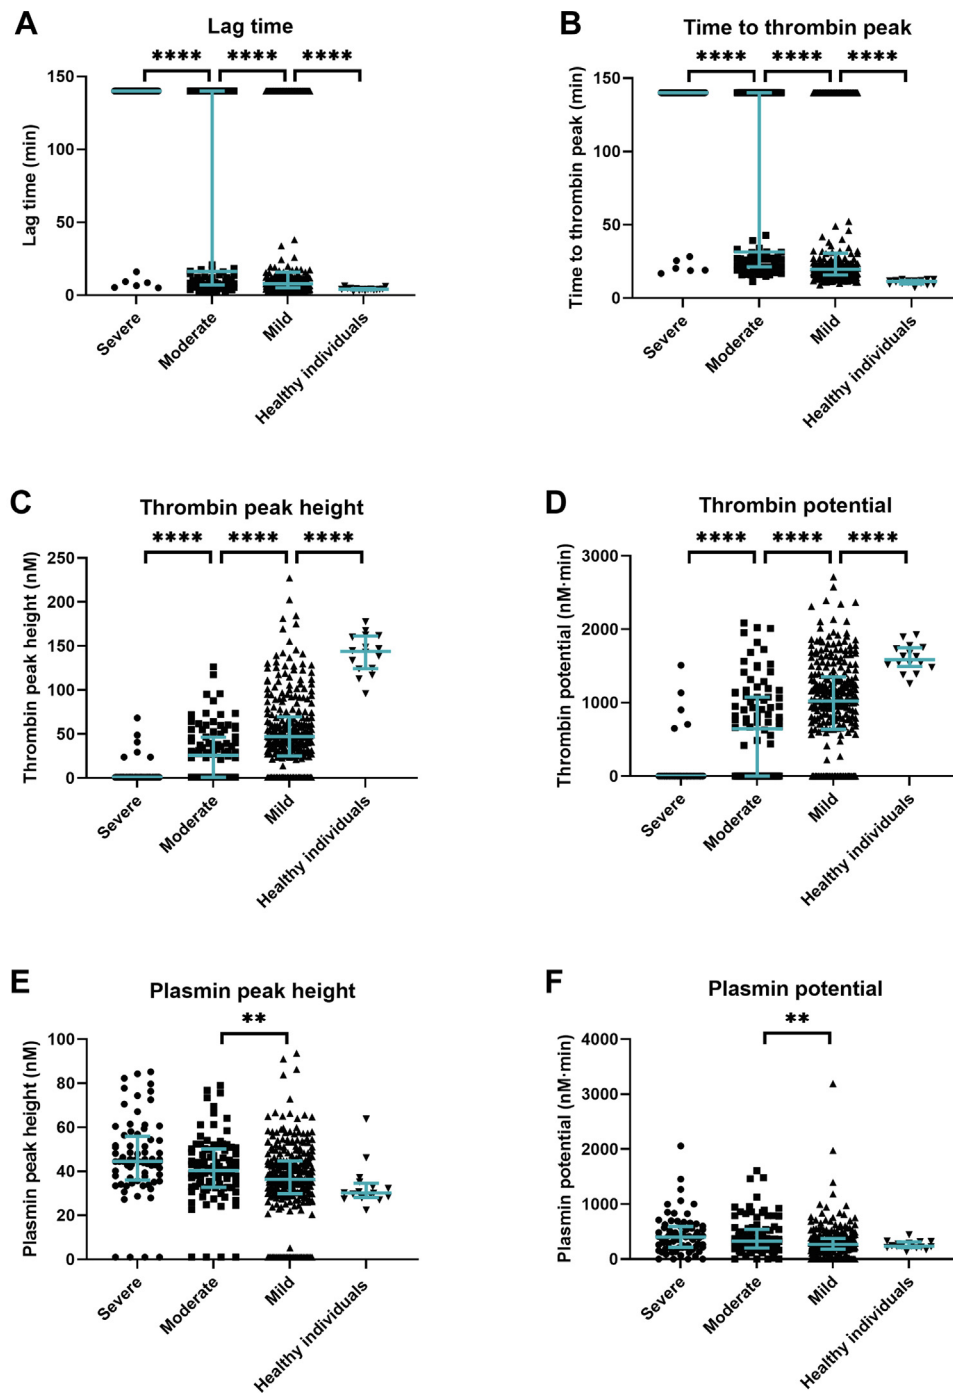 A
Lag time
**** **** ****
Lag time (min)
150
100
50
0
Severe
Moderate
Mild
Healthy individuals
B
Time to thrombin peak
**** **** ****
Time to thrombin peak (min)
150
100
50
0
Severe
Moderate
Mild
Healthy individuals
C
Thrombin peak height
**** **** ****
Thrombin peak height (nM)
250
200
150
100
50
0
Severe
Moderate
Mild
Healthy individuals
D
Thrombin potential
**** **** ****
Thrombin potential (nM·min)
3000
2000
1000
0
Severe
Moderate
Mild
Healthy individuals
E
Plasmin peak height
**
Plasmin peak height (nM)
100
80
60
40
20
0
Severe
Moderate
Mild
Healthy individuals
F
Plasmin potential
**
Plasmin potential (nM·min)
4000
3000
2000
1000
0
Severe
Moderate
Mild
Healthy individuals